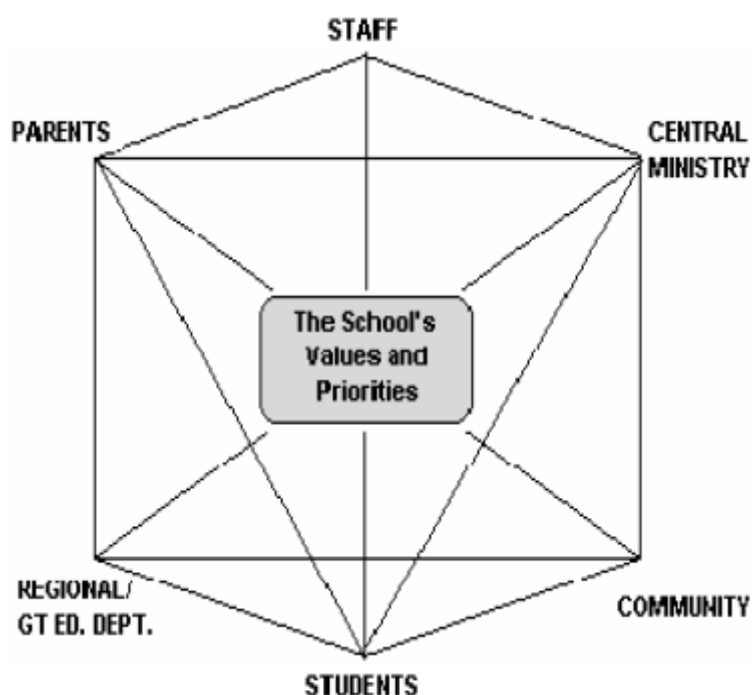 STAFF
PARENTS
CENTRAL
MINISTRY
The School's
Values and
Priorities
REGIONAL/
GT ED. DEPT.
COMMUNITY
STUDENTS